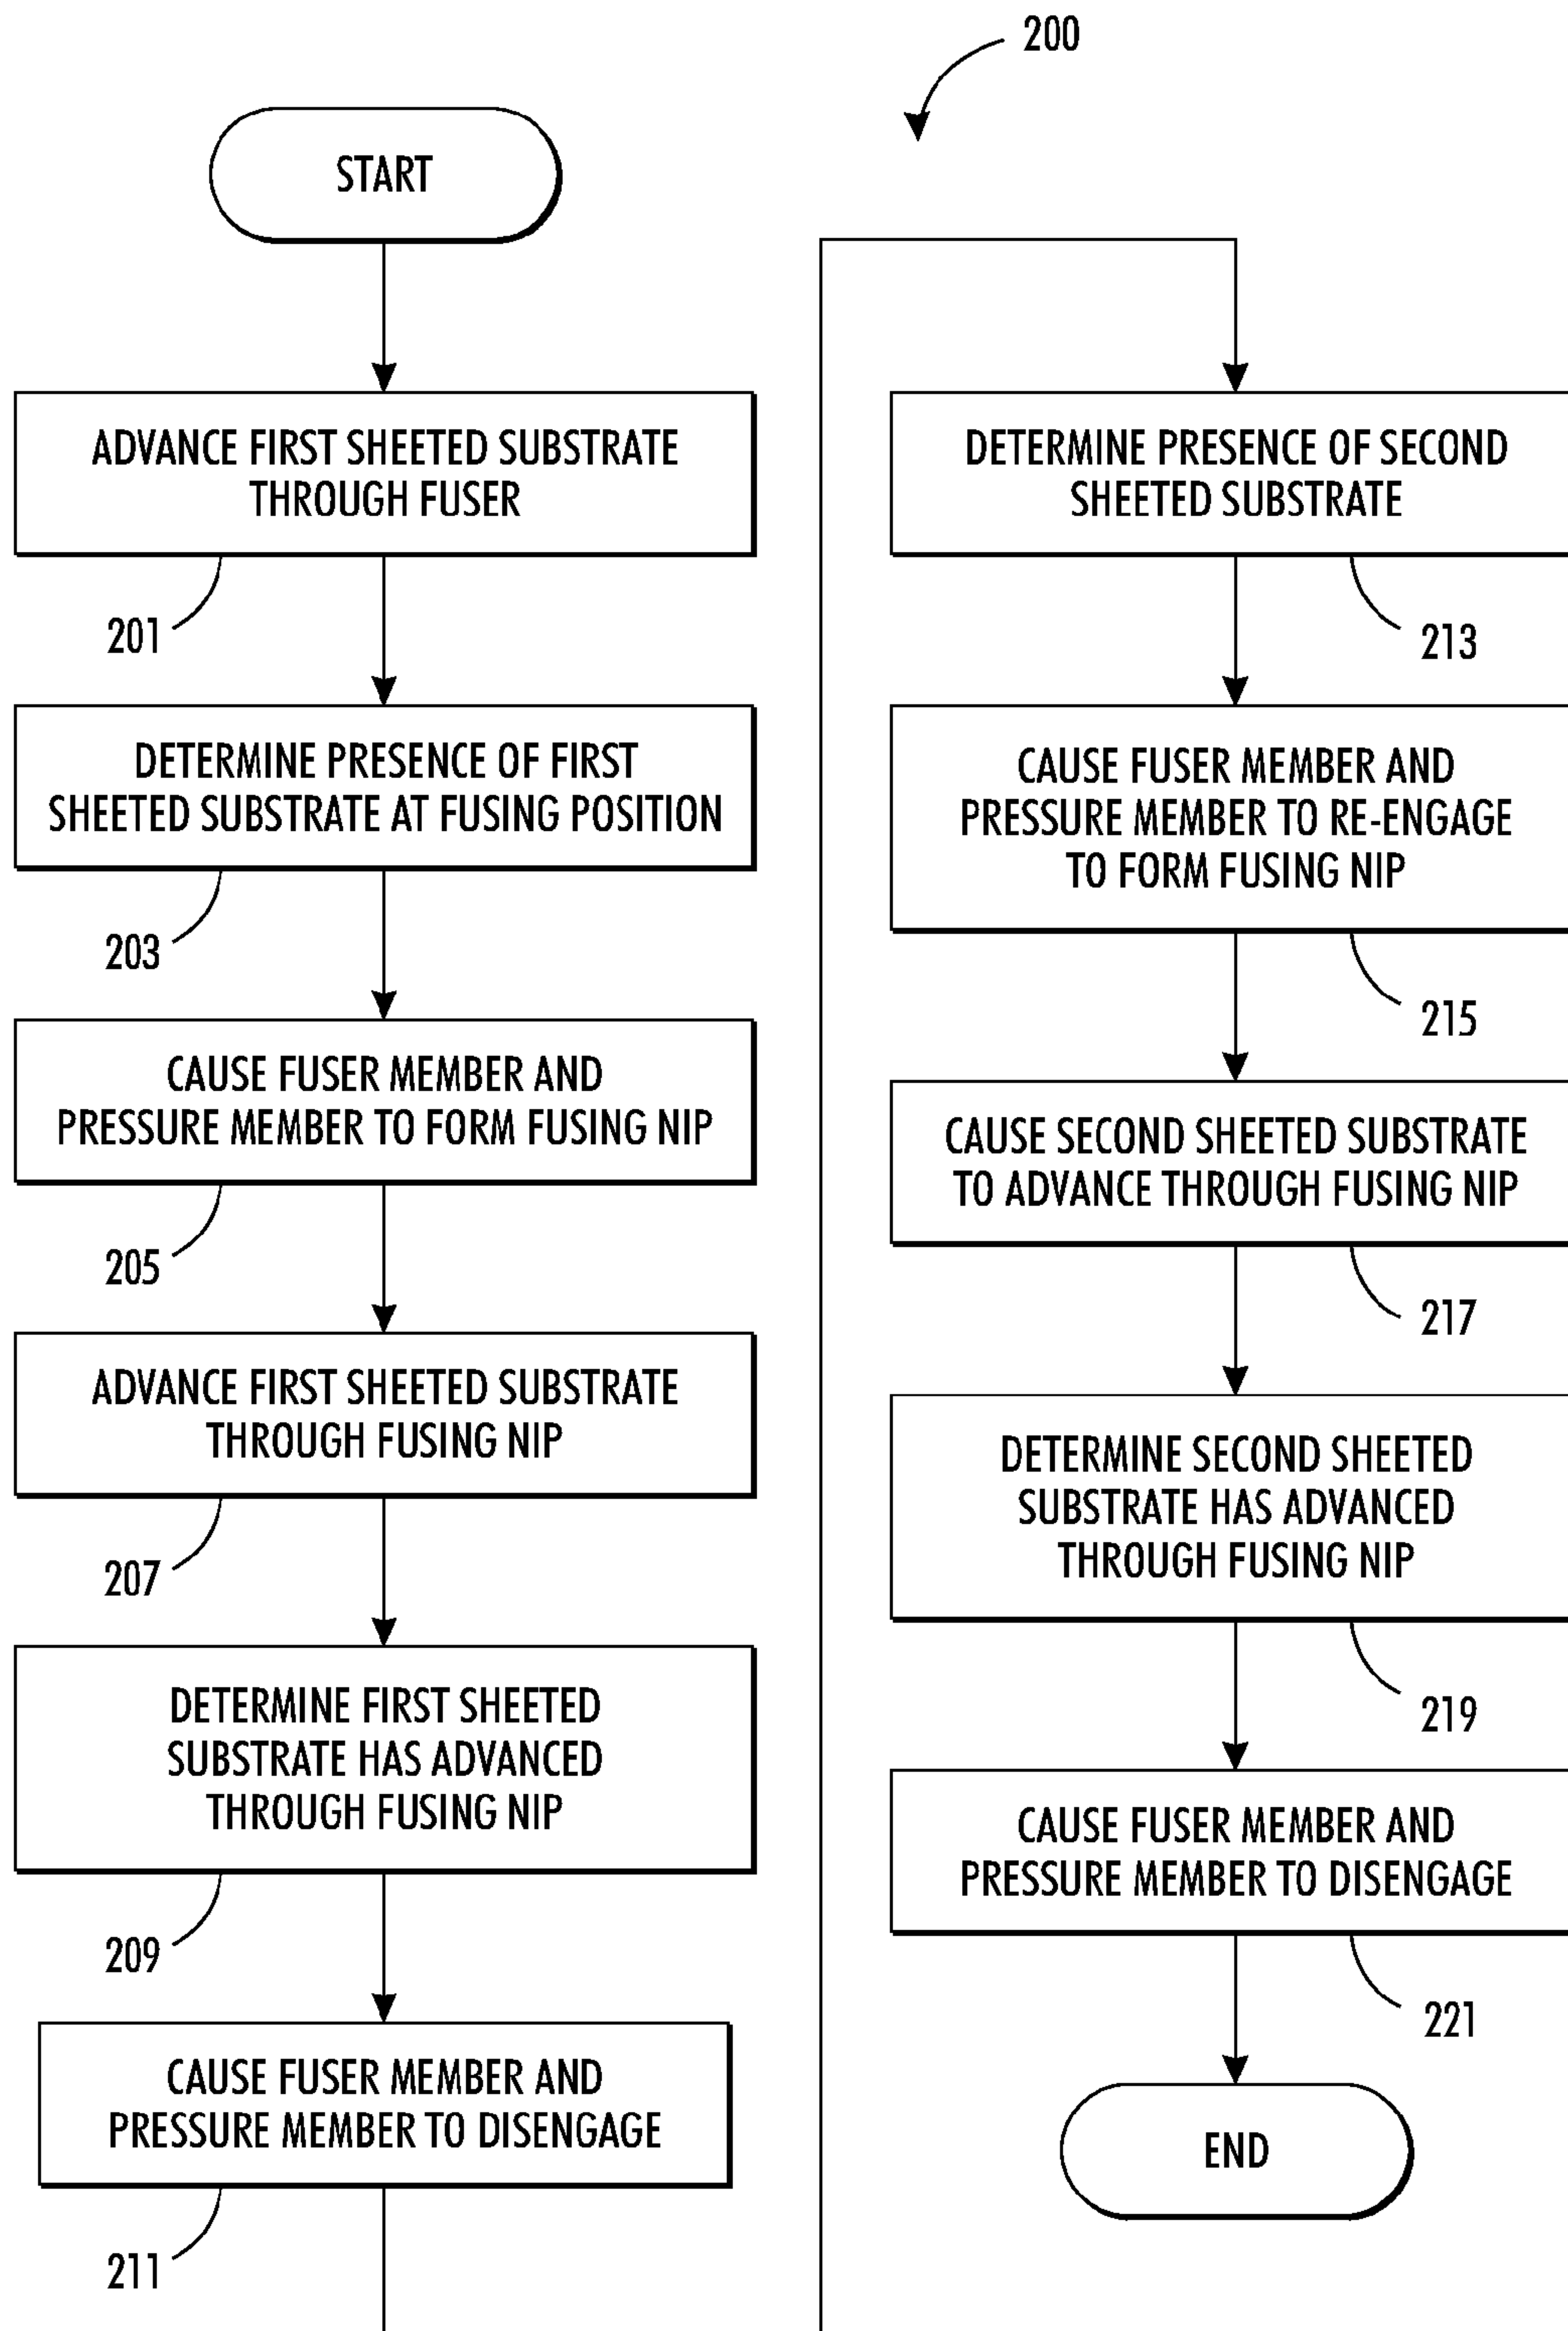 200
START
ADVANCE FIRST SHEETED SUBSTRATE
THROUGH FUSER
201
DETERMINE PRESENCE OF FIRST
SHEETED SUBSTRATE AT FUSING POSITION
203
CAUSE FUSER MEMBER AND
PRESSURE MEMBER TO FORM FUSING NIP
205
ADVANCE FIRST SHEETED SUBSTRATE
THROUGH FUSING NIP
207
DETERMINE FIRST SHEETED
SUBSTRATE HAS ADVANCED
THROUGH FUSING NIP
209
CAUSE FUSER MEMBER AND
PRESSURE MEMBER TO DISENGAGE
211
DETERMINE PRESENCE OF SECOND
SHEETED SUBSTRATE
213
CAUSE FUSER MEMBER AND
PRESSURE MEMBER TO RE-ENGAGE
TO FORM FUSING NIP
215
CAUSE SECOND SHEETED SUBSTRATE
TO ADVANCE THROUGH FUSING NIP
217
DETERMINE SECOND SHEETED
SUBSTRATE HAS ADVANCED
THROUGH FUSING NIP
219
CAUSE FUSER MEMBER AND
PRESSURE MEMBER TO DISENGAGE
221
END